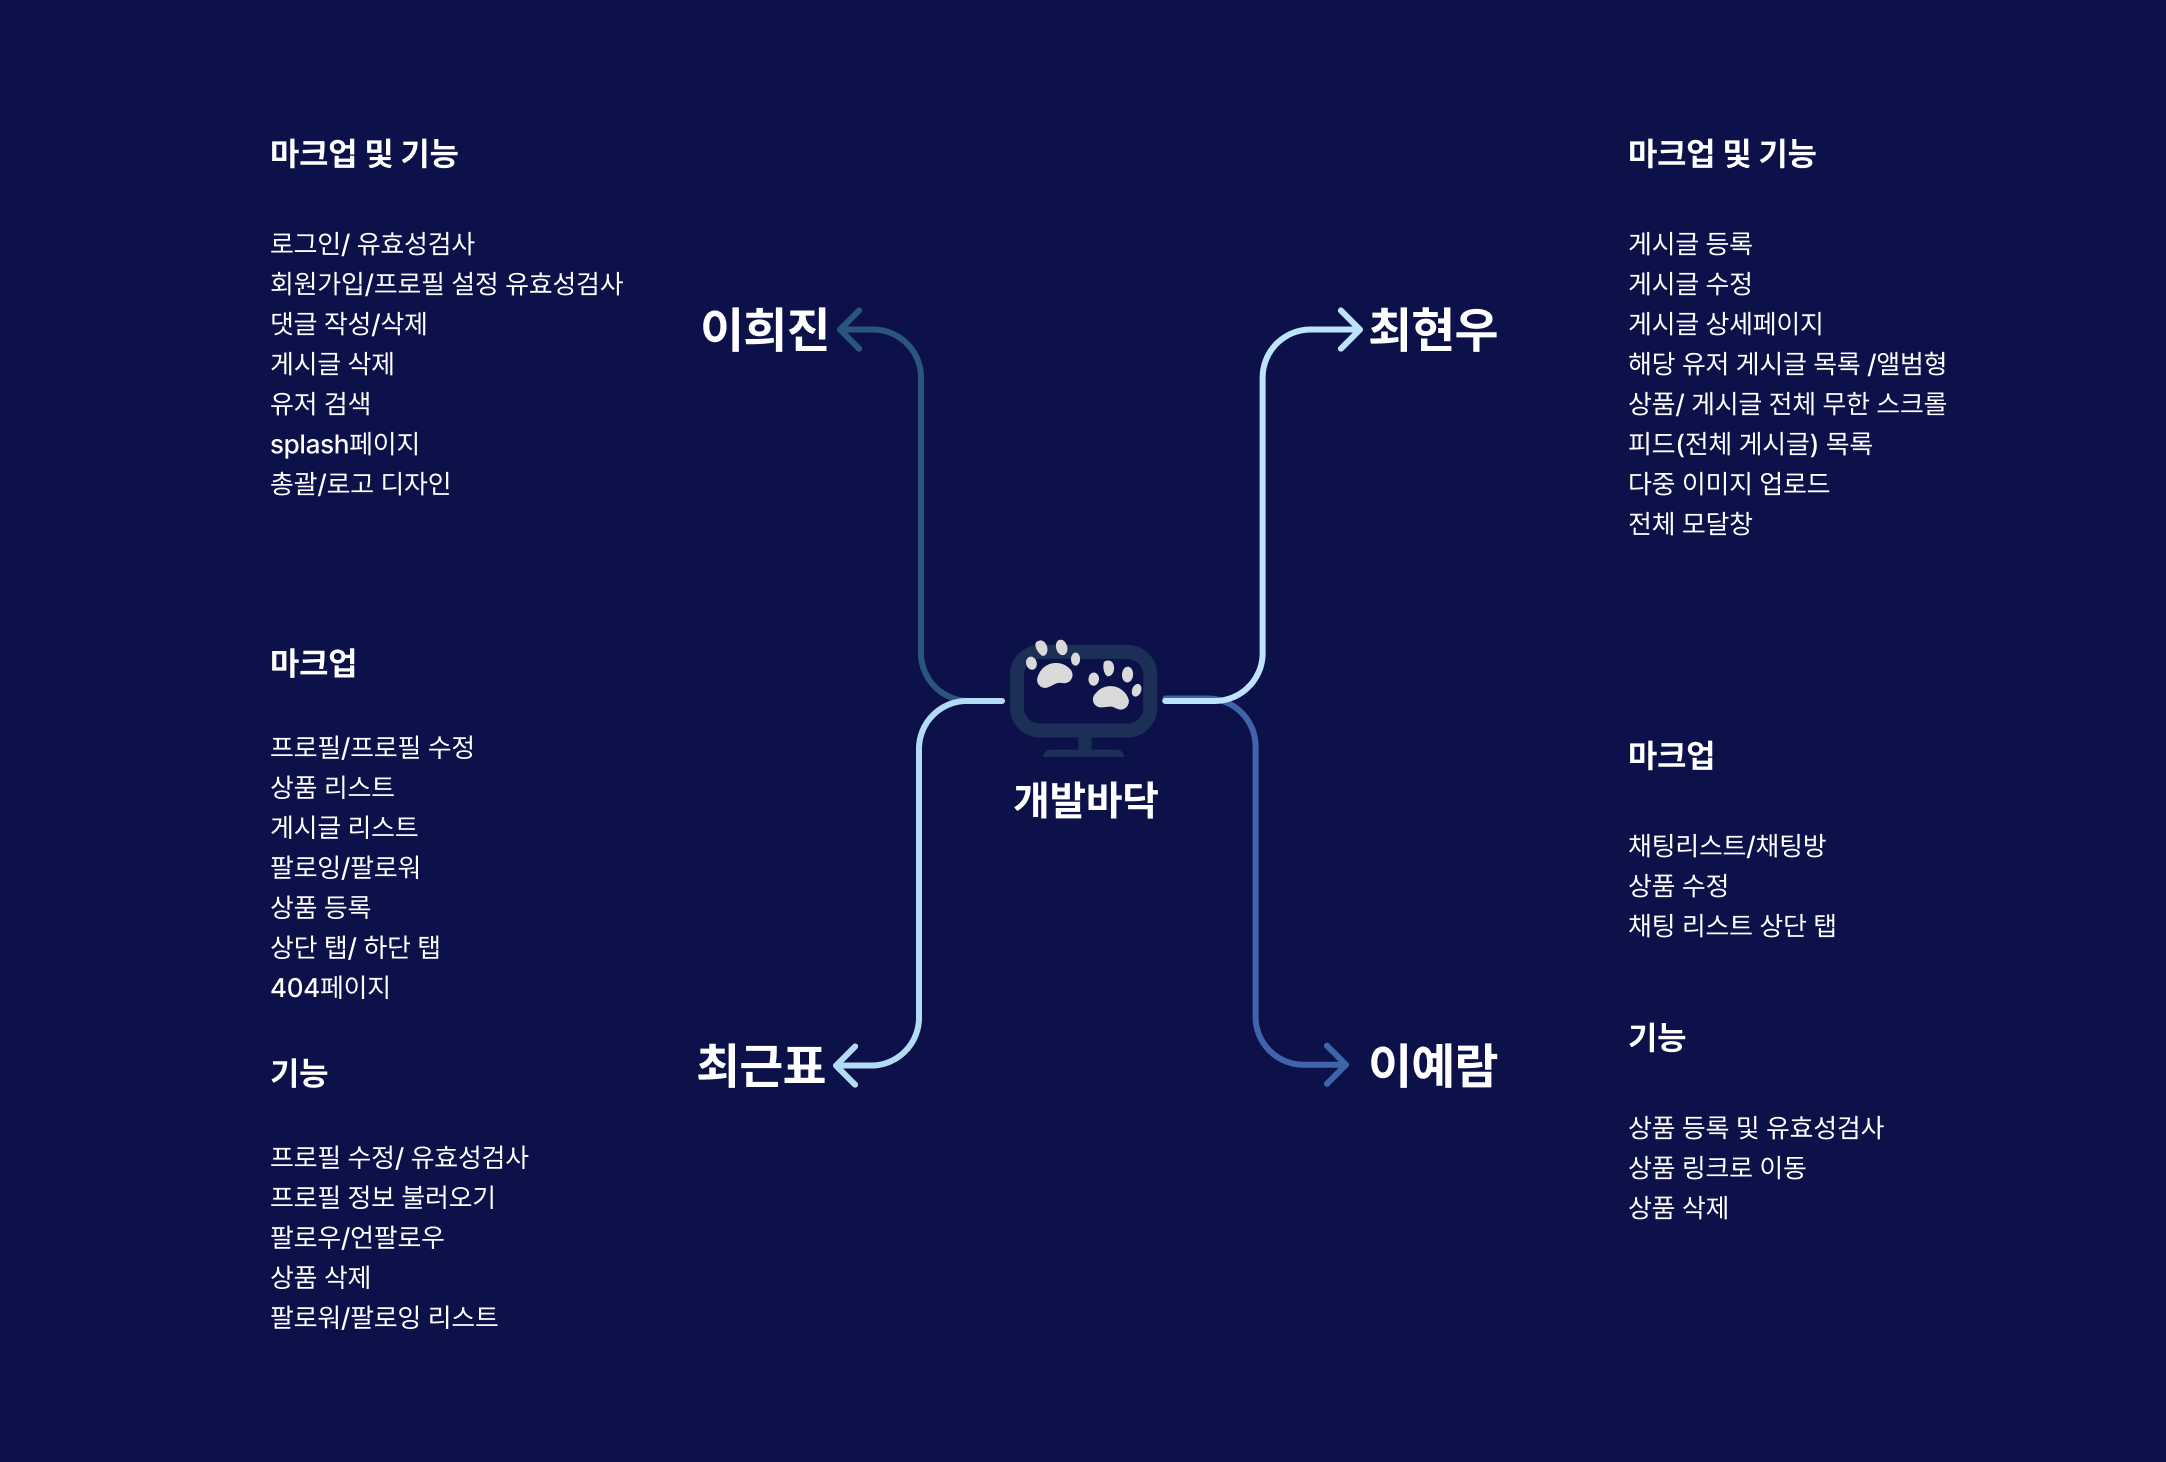 마크업 및 기능
로그인/ 유효성검사
회원가입/프로필 설정 유효성검사
댓글 작성/삭제
게시글 삭제
유저 검색
splash페이지
총괄/로고 디자인
이희진
마크업 및 기능
게시글 등록
게시글 수정
게시글 상세페이지
해당 유저 게시글 목록 /앨범형
상품/ 게시글 전체 무한 스크롤
피드(전체 게시글) 목록
다중 이미지 업로드
전체 모달창
최현우
개발바닥
마크업
프로필/프로필 수정
상품 리스트
게시글 리스트
팔로잉/팔로워
상품 등록
상단 탭/ 하단 탭
404페이지
기능
프로필 수정/ 유효성검사
프로필 정보 불러오기
팔로우/언팔로우
상품 삭제
팔로워/팔로잉 리스트
최근표
마크업
채팅리스트/채팅방
상품 수정
채팅 리스트 상단 탭
기능
상품 등록 및 유효성검사
상품 링크로 이동
상품 삭제
이예람